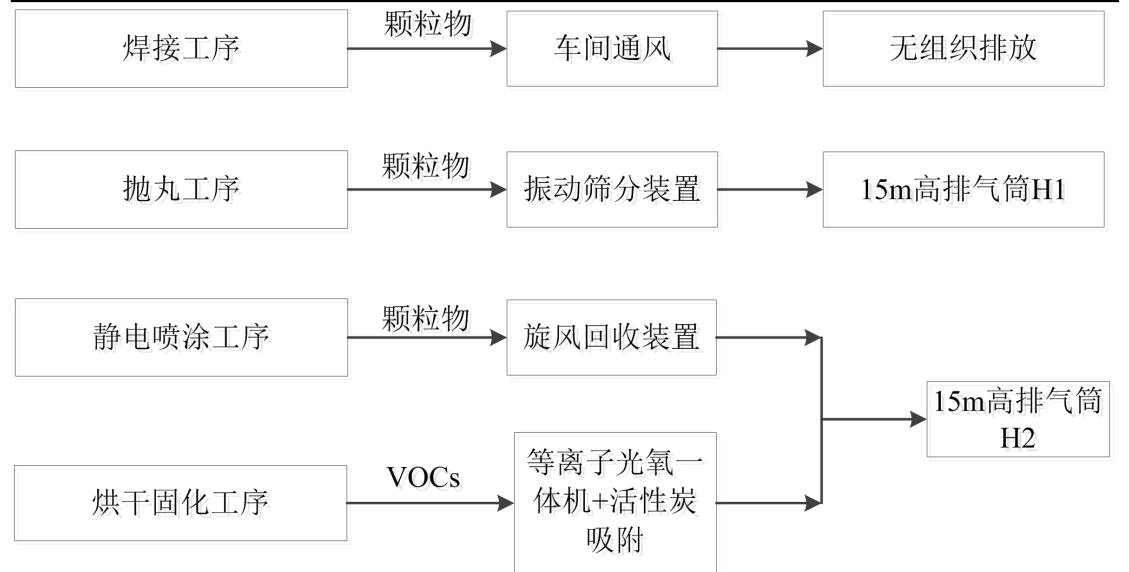 颗粒物
焊接工序
车间通风
无组织排放
颗粒物
抛丸工序
振动筛分装置
15m高排气筒H1
颗粒物
静电喷涂工序
旋风回收装置
15m高排气筒
H2
VOCs
烘干固化工序
等离子光氧一
体机+活性炭
吸附